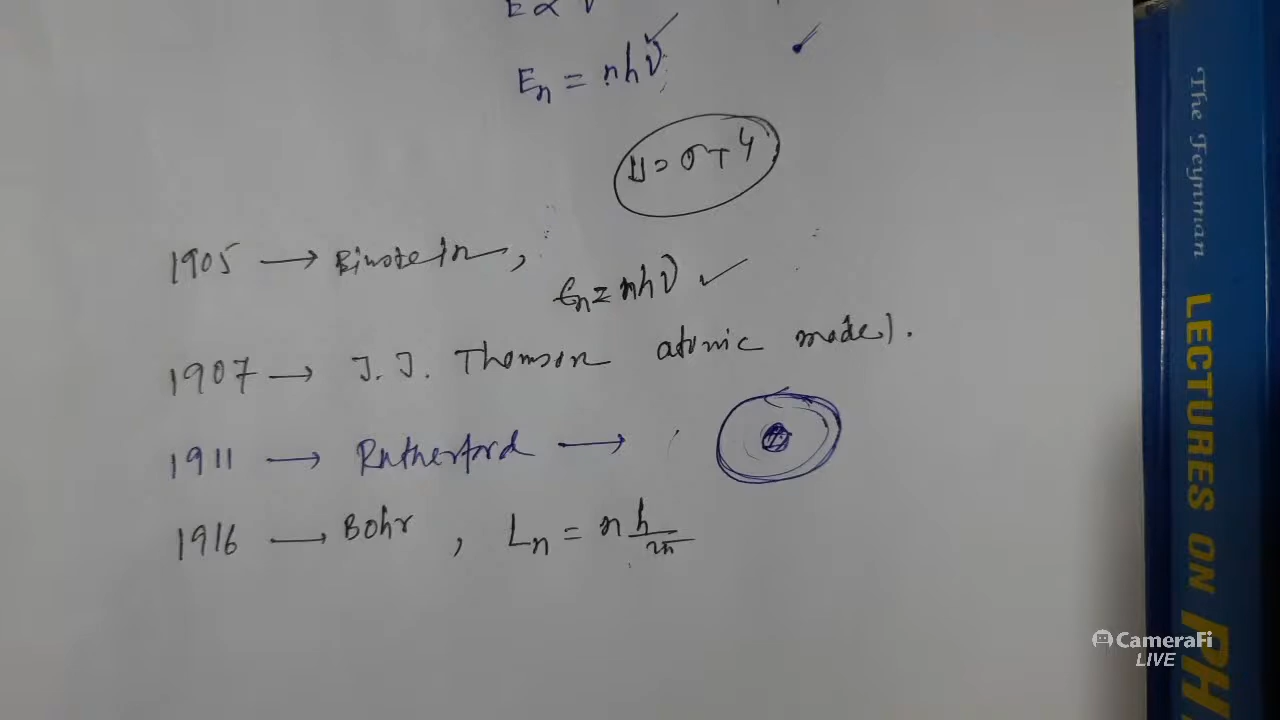 E ∝ ν
Eₙ = nhν
U = σT⁴
1905 → Einstein,
Eₙ = nhν ✓
1907 → J.J. Thomson atomic model.
1911 → Rutherford →
1916 → Bohr, Lₙ = n h/2π
The Feynman LECTURES ON PH
CameraFi
LIVE